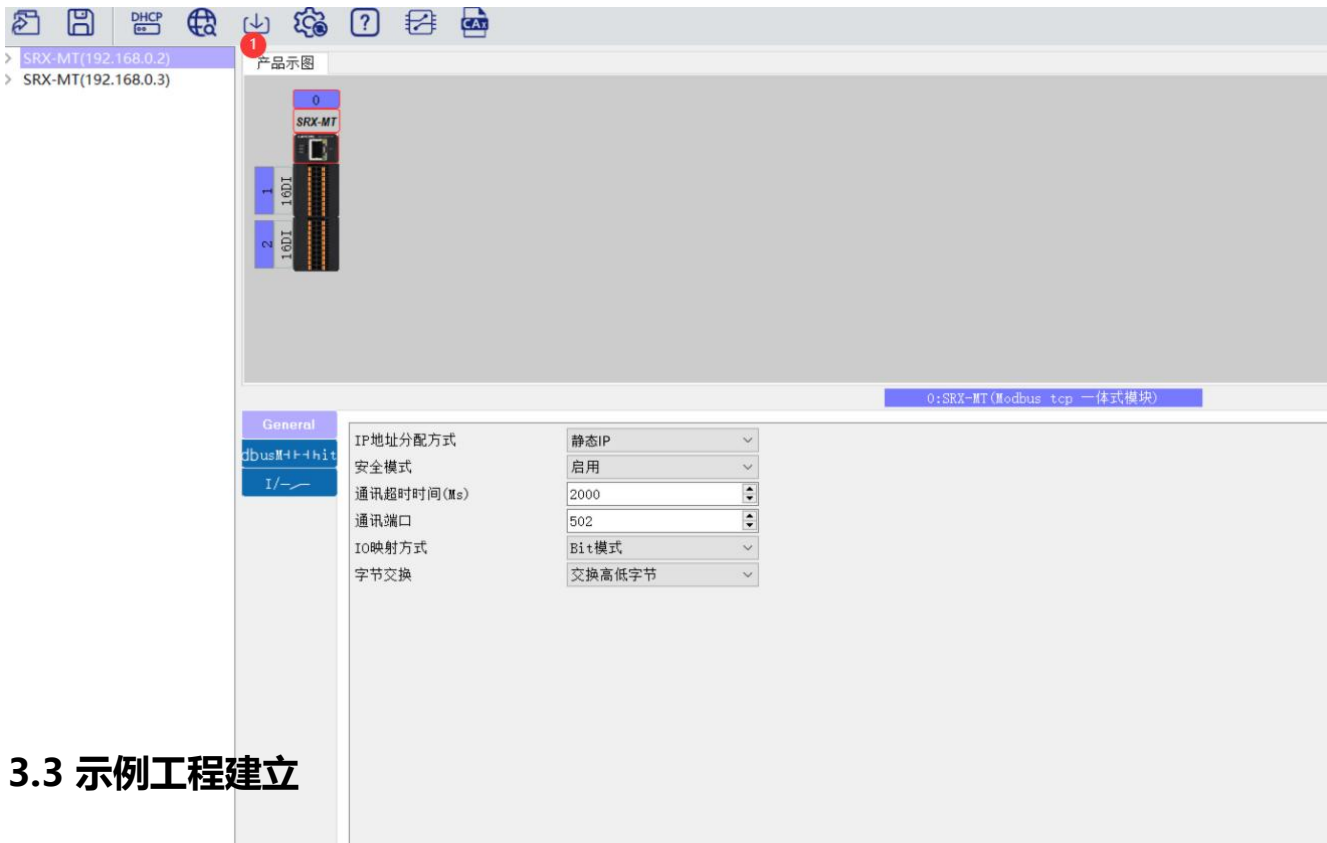 DHCP
CAx
1
SRX-MT(192.168.0.2)
SRX-MT(192.168.0.3)
产品示图
0
SRX-MT
1
16DI
2
16DI
0:SRX-MT(Modbus tcp 一体式模块)
General
IP地址分配方式 静态IP
安全模式 启用
I/
通讯超时时间(Ms) 2000
通讯端口 502
IO映射方式 Bit模式
字节交换 交换高低字节
3.3 示例工程建立